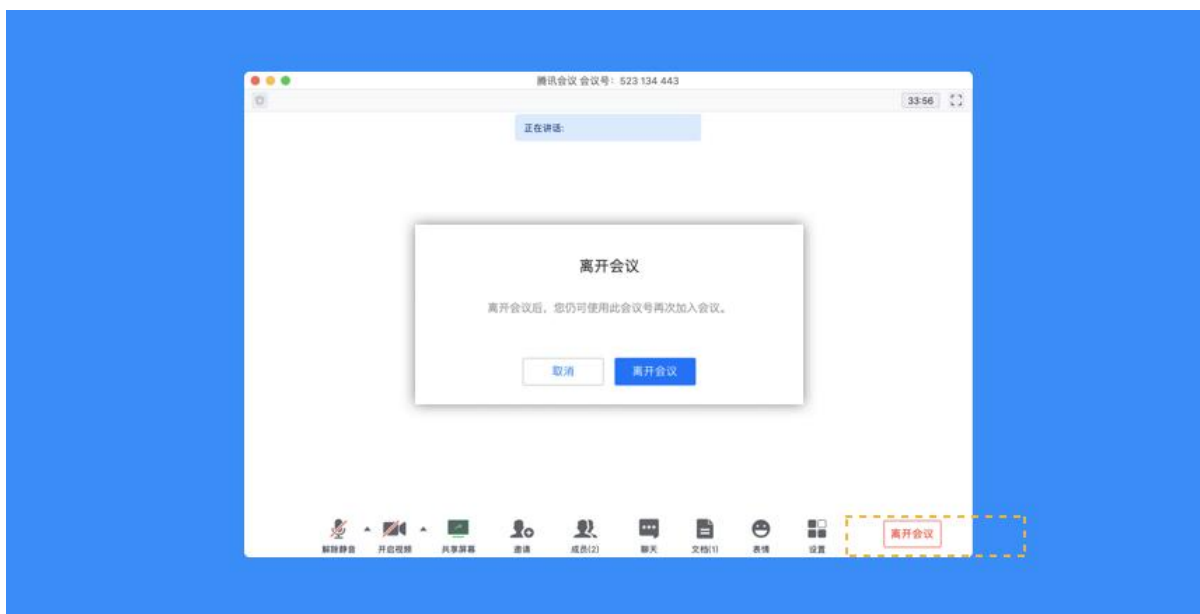 腾讯会议 会议号：523 134 443
33:56
正在讲话:
离开会议
离开会议后，您仍可使用此会议号再次加入会议。
取消 离开会议
解除静音 开启视频 共享屏幕 邀请 成员(2) 聊天 文档(1) 表情 设置 离开会议